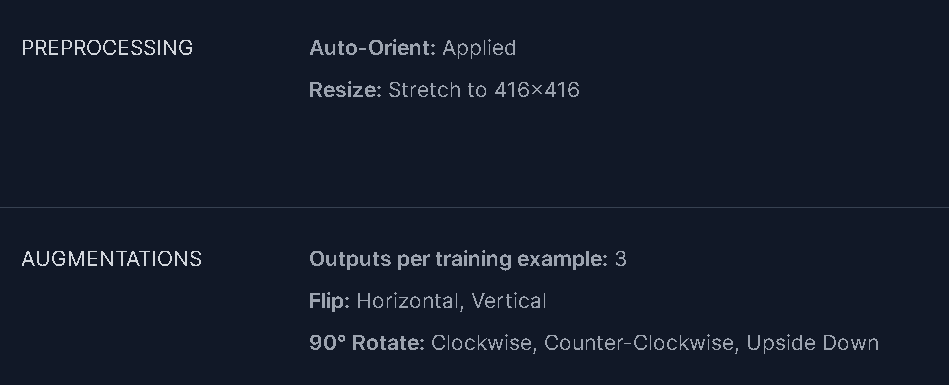 PREPROCESSING
Auto-Orient: Applied
Resize: Stretch to 416×416
AUGMENTATIONS
Outputs per training example: 3
Flip: Horizontal, Vertical
90° Rotate: Clockwise, Counter-Clockwise, Upside Down